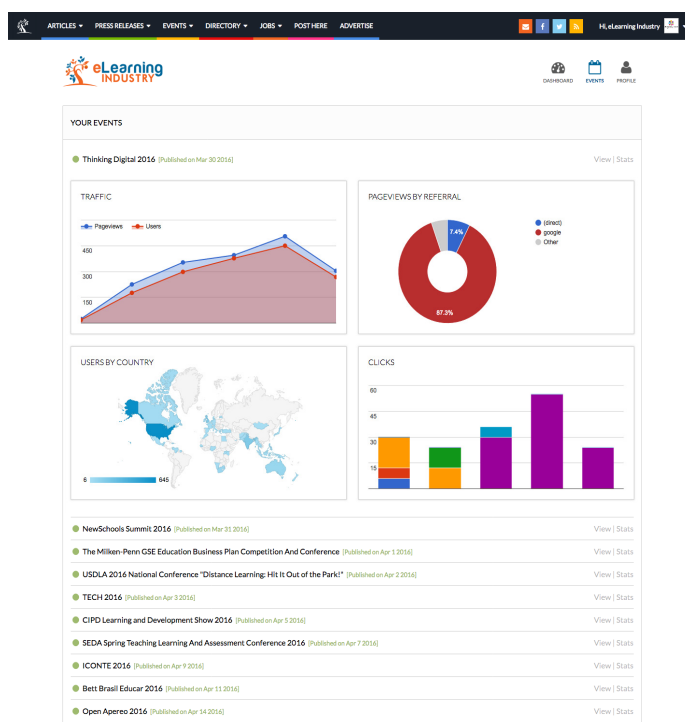 ARTICLES PRESS RELEASES EVENTS DIRECTORY JOBS POST HERE ADVERTISE Hi, eLearning Industry
eLearning
INDUSTRY
DASHBOARD EVENTS PROFILE
YOUR EVENTS
Thinking Digital 2016 [Published on Mar 30 2016] View | Stats
TRAFFIC
Pageviews Users
450
300
150
PAGEVIEWS BY REFERRAL
7.4%
87.3%
(direct)
google
Other
USERS BY COUNTRY
6 645
CLICKS
60
45
30
15
NewSchools Summit 2016 [Published on Mar 31 2016] View | Stats
The Milken-Penn GSE Education Business Plan Competition And Conference [Published on Apr 1 2016] View | Stats
USDLA 2016 National Conference "Distance Learning: Hit It Out of the Park!" [Published on Apr 2 2016] View | Stats
TECH 2016 [Published on Apr 3 2016] View | Stats
CIPD Learning and Development Show 2016 [Published on Apr 5 2016] View | Stats
SEDA Spring Teaching Learning And Assessment Conference 2016 [Published on Apr 7 2016] View | Stats
ICONTE 2016 [Published on Apr 9 2016] View | Stats
Bett Brasil Educar 2016 [Published on Apr 11 2016] View | Stats
Open Apereo 2016 [Published on Apr 14 2016] View | Stats